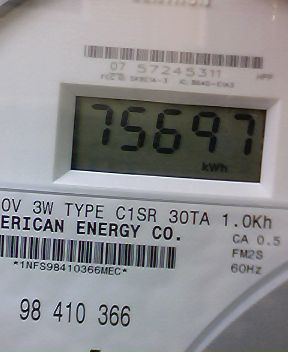 07 57245311
75697
kWh
0V 3W TYPE C1SR 30TA 1.0Kh
ERICAN ENERGY CO.
CA 0.5
FM2S
*1NFS98410366MEC*
60Hz
98 410 366